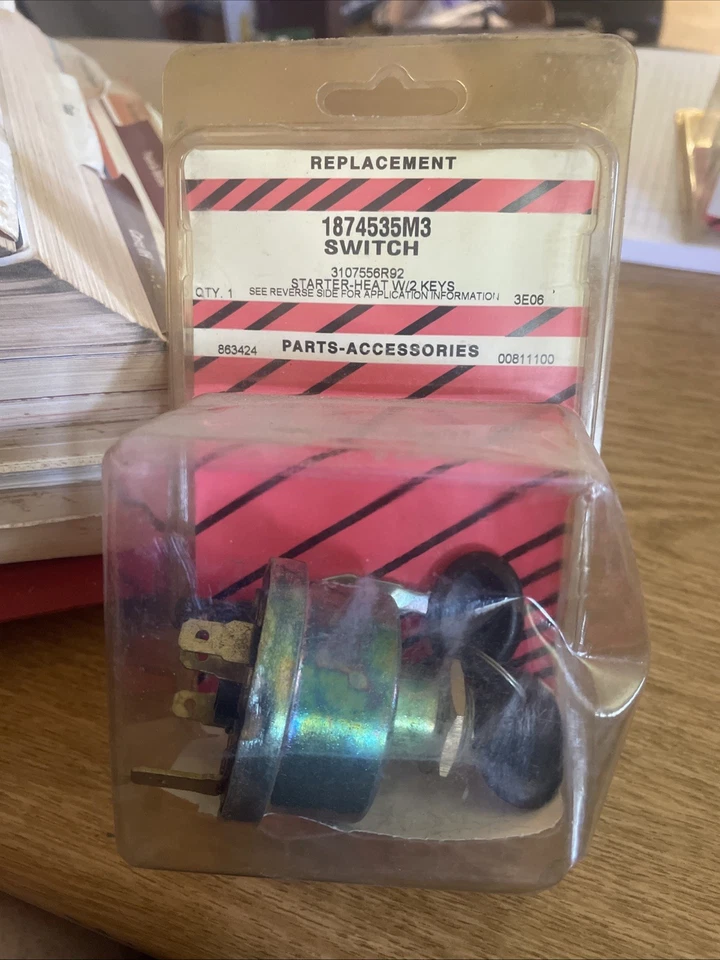 REPLACEMENT
1874535M3
SWITCH
3107556R92
STARTER-HEAT W/2 KEYS
QTY. 1 SEE REVERSE SIDE FOR APPLICATION INFORMATION 3E06
863424 PARTS-ACCESSORIES 00811100